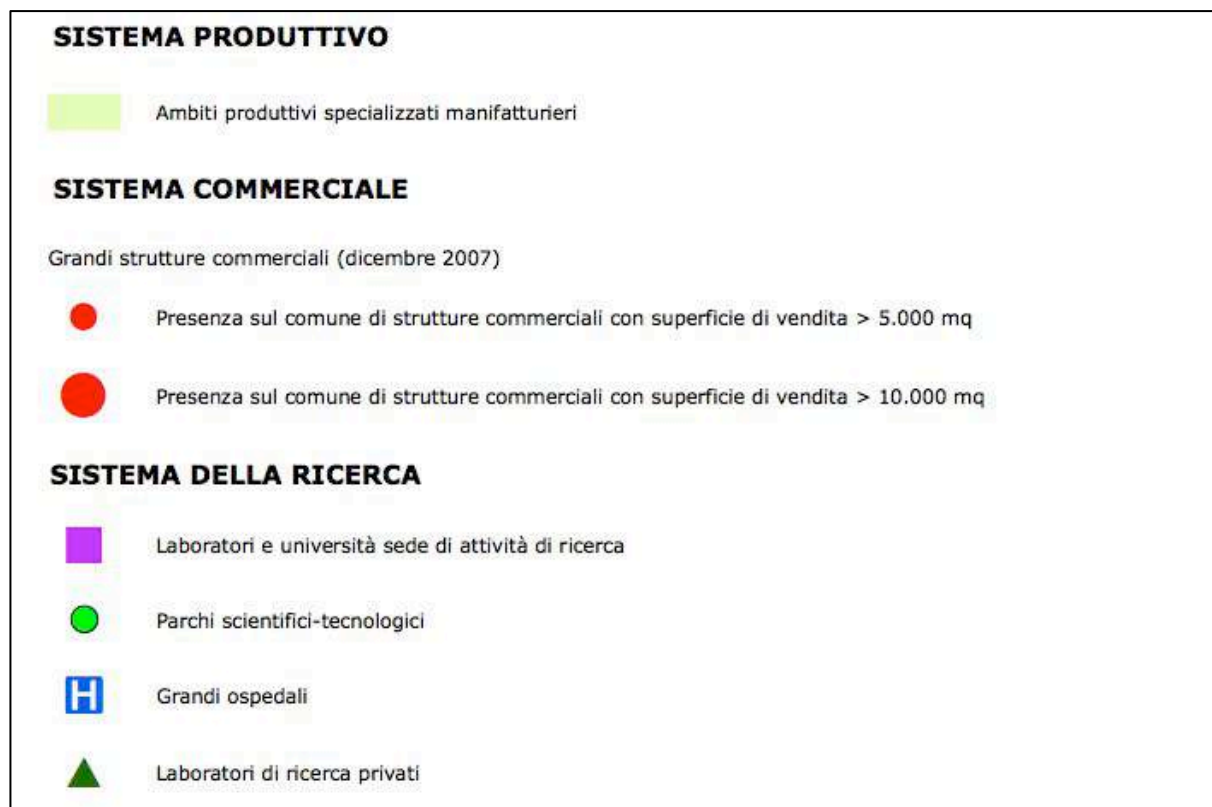 SISTEMA PRODUTTIVO
Ambiti produttivi specializzati manifatturieri
SISTEMA COMMERCIALE
Grandi strutture commerciali (dicembre 2007)
Presenza sul comune di strutture commerciali con superficie di vendita > 5.000 mq
Presenza sul comune di strutture commerciali con superficie di vendita > 10.000 mq
SISTEMA DELLA RICERCA
Laboratori e università sede di attività di ricerca
Parchi scientifici-tecnologici
H Grandi ospedali
Laboratori di ricerca privati